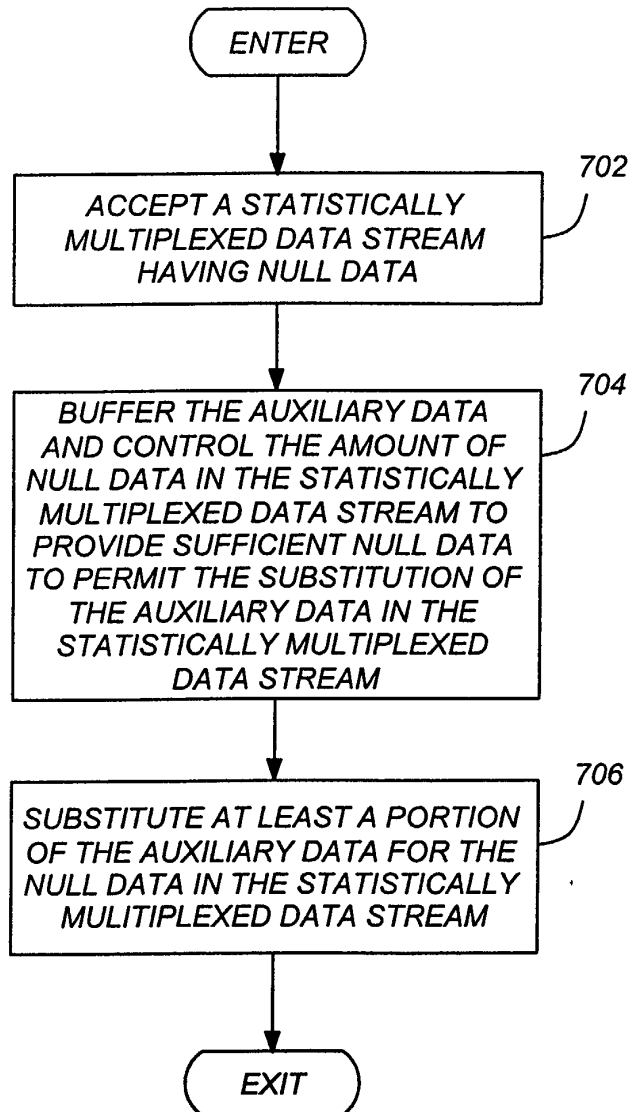 ENTER
702
ACCEPT A STATISTICALLY
MULTIPLEXED DATA STREAM
HAVING NULL DATA
704
BUFFER THE AUXILIARY DATA
AND CONTROL THE AMOUNT OF
NULL DATA IN THE STATISTICALLY
MULTIPLEXED DATA STREAM TO
PROVIDE SUFFICIENT NULL DATA
TO PERMIT THE SUBSTITUTION OF
THE AUXILIARY DATA IN THE
STATISTICALLY MULTIPLEXED
DATA STREAM
706
SUBSTITUTE AT LEAST A PORTION
OF THE AUXILIARY DATA FOR THE
NULL DATA IN THE STATISTICALLY
MULITIPLEXED DATA STREAM
EXIT